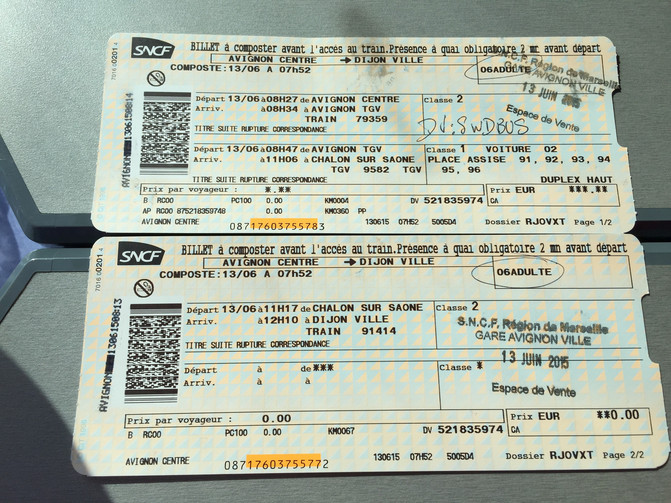 SNCF
BILLET à composter avant l'accès au train.Présence à quai obligatoire 2 mn avant départ
AVIGNON CENTRE → DIJON VILLE
COMPOSTE:13/06 A 07h52
06ADULTE
S.N.C.F. Région de Marseille
GARE AVIGNON VILLE
13 JUIN 2015
Espace de Vente
Départ 13/06 à08H27 de AVIGNON CENTRE Classe 2
Arriv. à08H34 à AVIGNON TGV
TRAIN 79359
TITRE SUITE RUPTURE CORRESPONDANCE
Départ 13/06 à08H47 de AVIGNON TGV Classe 1 VOITURE 02
Arriv. à11H06 à CHALON SUR SAONE PLACE ASSISE 91, 92, 93, 94
TGV 9582 TGV 95, 96
TITRE SUITE RUPTURE CORRESPONDANCE DUPLEX HAUT
Prix par voyageur : *.** Prix EUR ***.**
B RC00 PC100 0.00 KM0004 DV 521835974 CA
AP RC00 875218359748 0.00 KM0360 PP
AVIGNON CENTRE 130615 07H52 5005D4 Dossier RJOVXT Page 1/2
08717603755783
SNCF
BILLET à composter avant l'accès au train.Présence à quai obligatoire 2 mn avant départ
AVIGNON CENTRE → DIJON VILLE
COMPOSTE:13/06 A 07h52
06ADULTE
Départ 13/06 à11H17 de CHALON SUR SAONE Classe 2
Arriv. à12H10 à DIJON VILLE
TRAIN 91414
TITRE SUITE RUPTURE CORRESPONDANCE
S.N.C.F. Région de Marseille
GARE AVIGNON VILLE
13 JUIN 2015
Espace de Vente
Départ à de*** Classe *
Arriv. à à
Prix par voyageur : 0.00 Prix EUR **0.00
B RC00 PC100 0.00 KM0067 DV 521835974 CA
AVIGNON CENTRE 130615 07H52 5005D4 Dossier RJOVXT Page 2/2
08717603755772